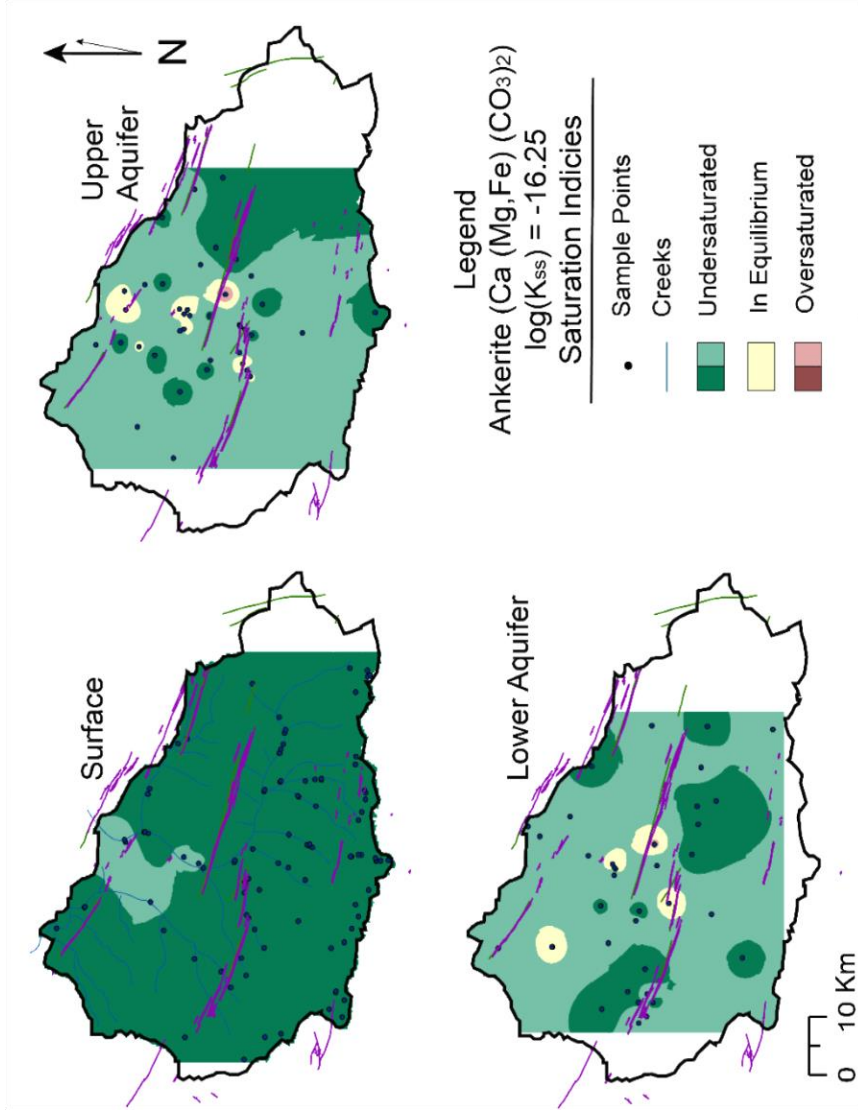 N
Surface
Upper
Aquifer
Lower Aquifer
0 10 Km
Legend
Ankerite (Ca (Mg,Fe) (CO3)2)
log(Kss) = -16.25
Saturation Indicies
Sample Points
Creeks
Undersaturated
In Equilibrium
Oversaturated